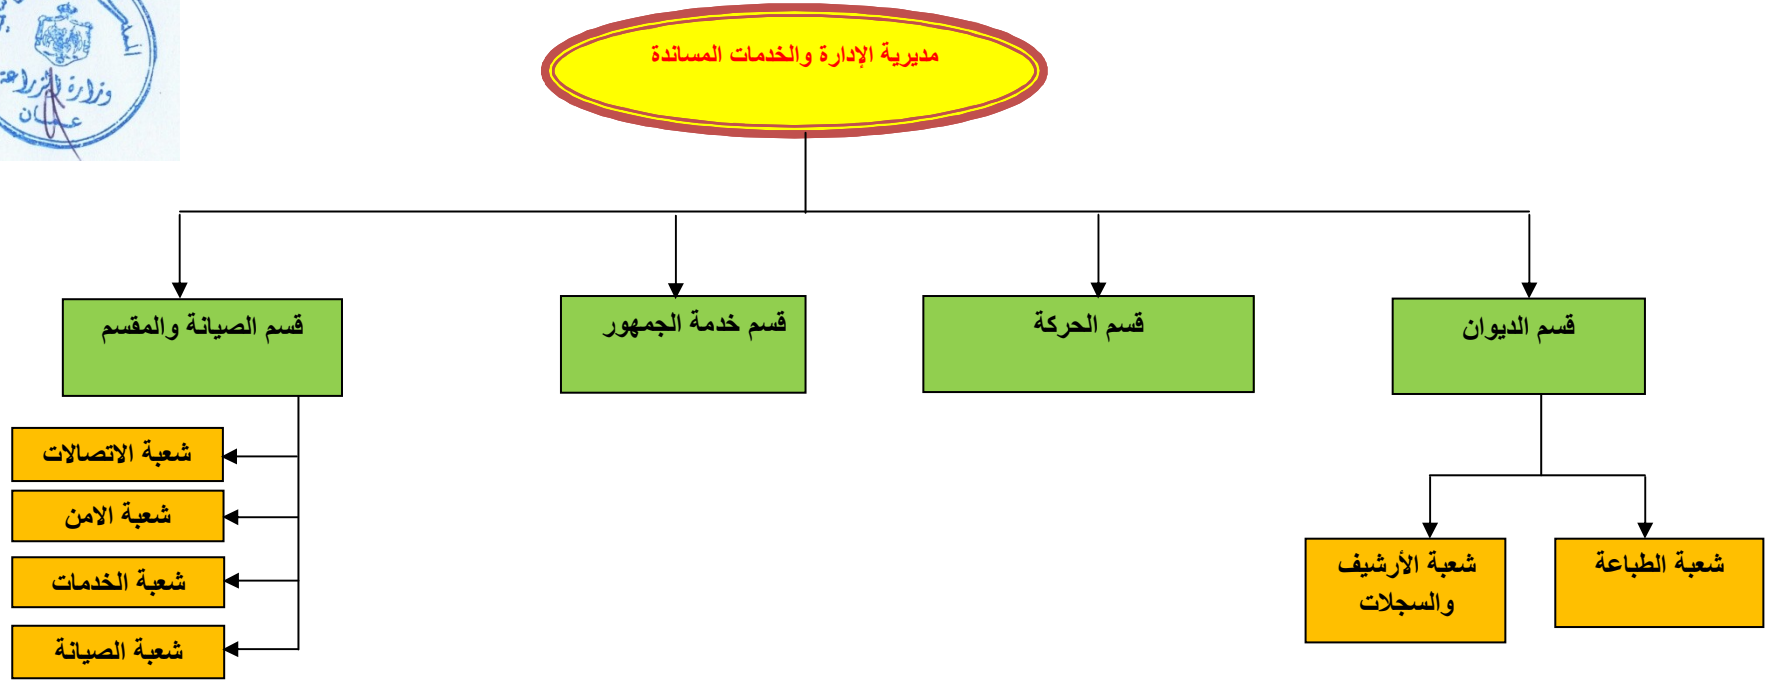 وزارة الزراعة
عمان
مديرية الإدارة والخدمات المساندة
قسم الديوان
قسم الحركة
قسم خدمة الجمهور
قسم الصيانة والمقسم
شعبة الطباعة
شعبة الأرشيف
والسجلات
شعبة الاتصالات
شعبة الامن
شعبة الخدمات
شعبة الصيانة